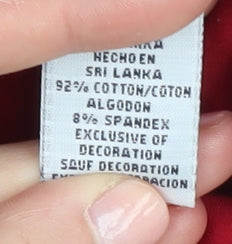 HECHO EN
SRI LANKA
92% COTTON/COTON
ALGODON
8% SPANDEX
EXCLUSIVE OF
DECORATION
SAUF DECORATION